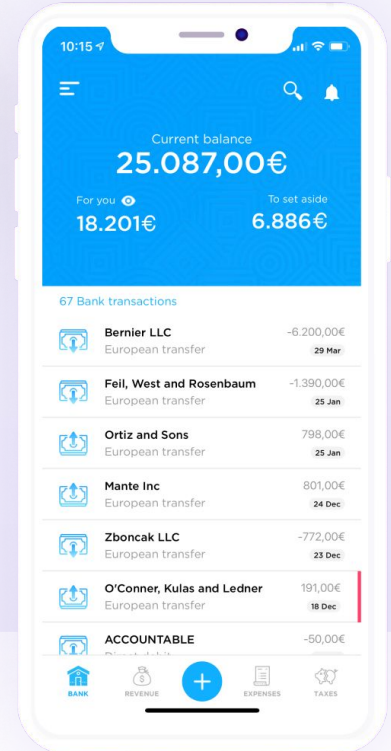 10:15
Current balance
25.087,00€
For you
To set aside
18.201€
6.886€
67 Bank transactions
Bernier LLC
-6.200,00€
European transfer
29 Mar
Feil, West and Rosenbaum
-1.390,00€
European transfer
25 Jan
Ortiz and Sons
798,00€
European transfer
25 Jan
Mante Inc
801,00€
European transfer
24 Dec
Zboncak LLC
-772,00€
European transfer
23 Dec
O'Conner, Kulas and Ledner
191,00€
European transfer
18 Dec
ACCOUNTABLE
-50,00€
Direct debit
BANK
REVENUE
EXPENSES
TAXES